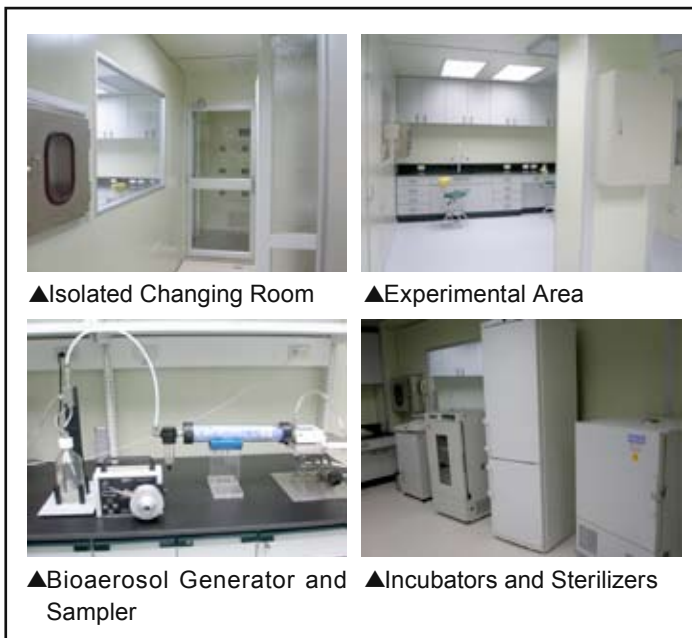 ▲Isolated Changing Room
▲Experimental Area
▲Bioaerosol Generator and
Sampler
▲Incubators and Sterilizers